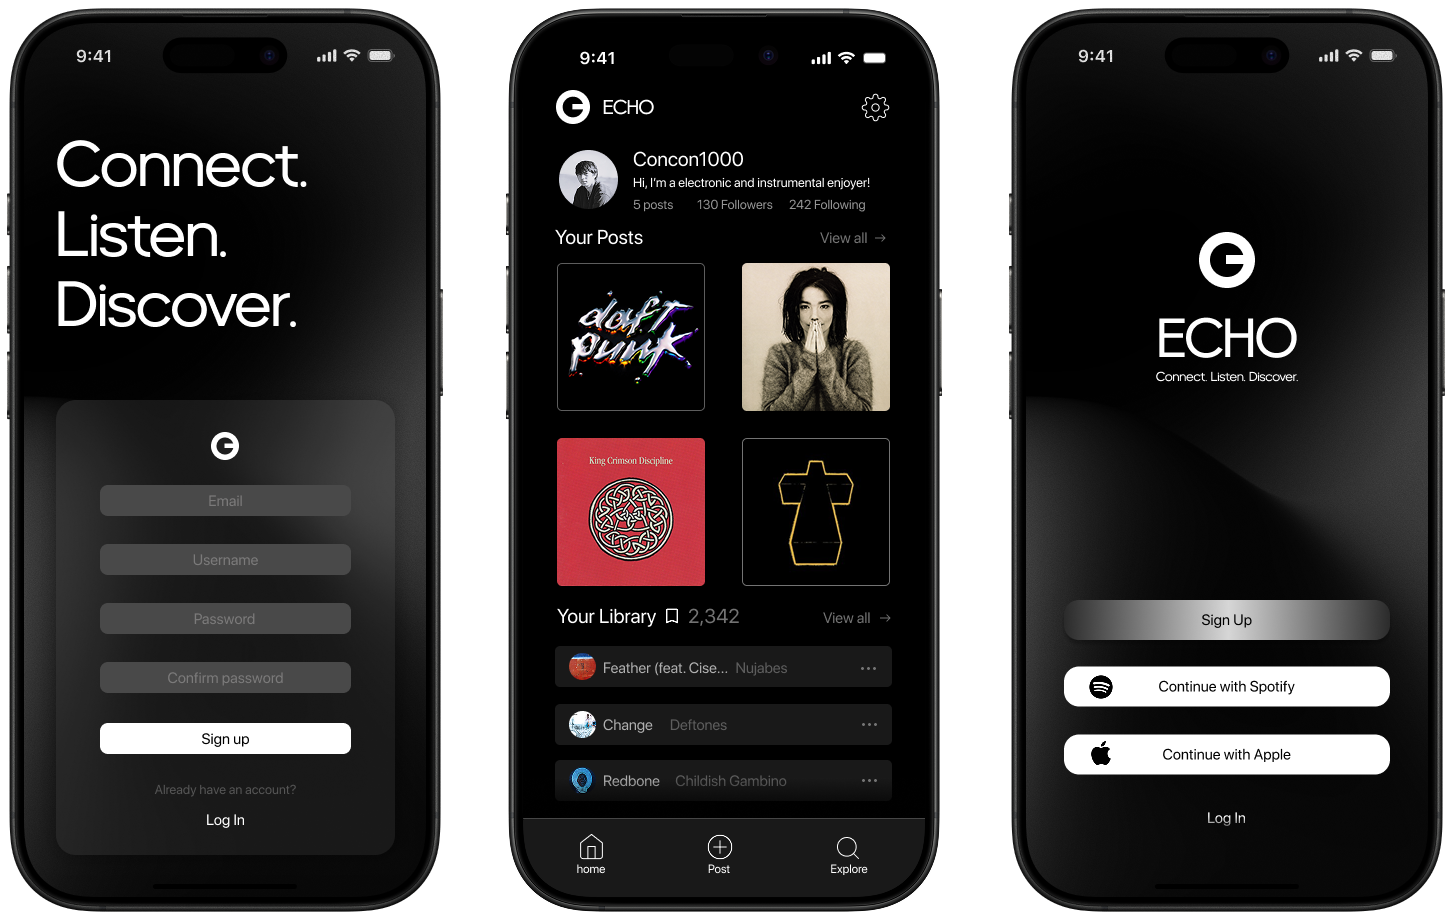 9:41
Connect.
Listen.
Discover.
Email
Username
Password
Confirm password
Sign up
Already have an account?
Log In
9:41
ECHO
Concon1000
Hi, I'm a electronic and instrumental enjoyer!
5 posts 130 Followers 242 Following
Your Posts View all →
daft
punk
King Crimson Discipline
Your Library 2,342 View all →
Feather (feat. Cise... Nujabes
Change Deftones
Redbone Childish Gambino
home Post Explore
9:41
ECHO
Connect. Listen. Discover.
Sign Up
Continue with Spotify
Continue with Apple
Log In